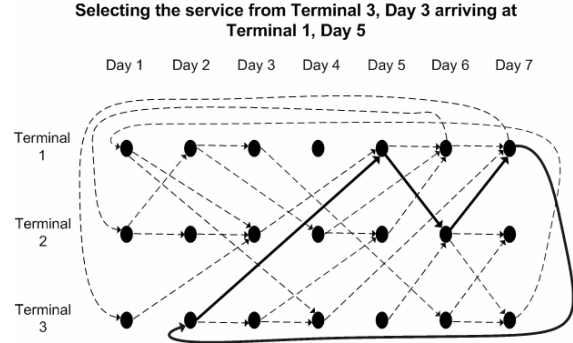 Selecting the service from Terminal 3, Day 3 arriving at
Terminal 1, Day 5
Day 1 Day 2 Day 3 Day 4 Day 5 Day 6 Day 7
Terminal
1
Terminal
2
Terminal
3